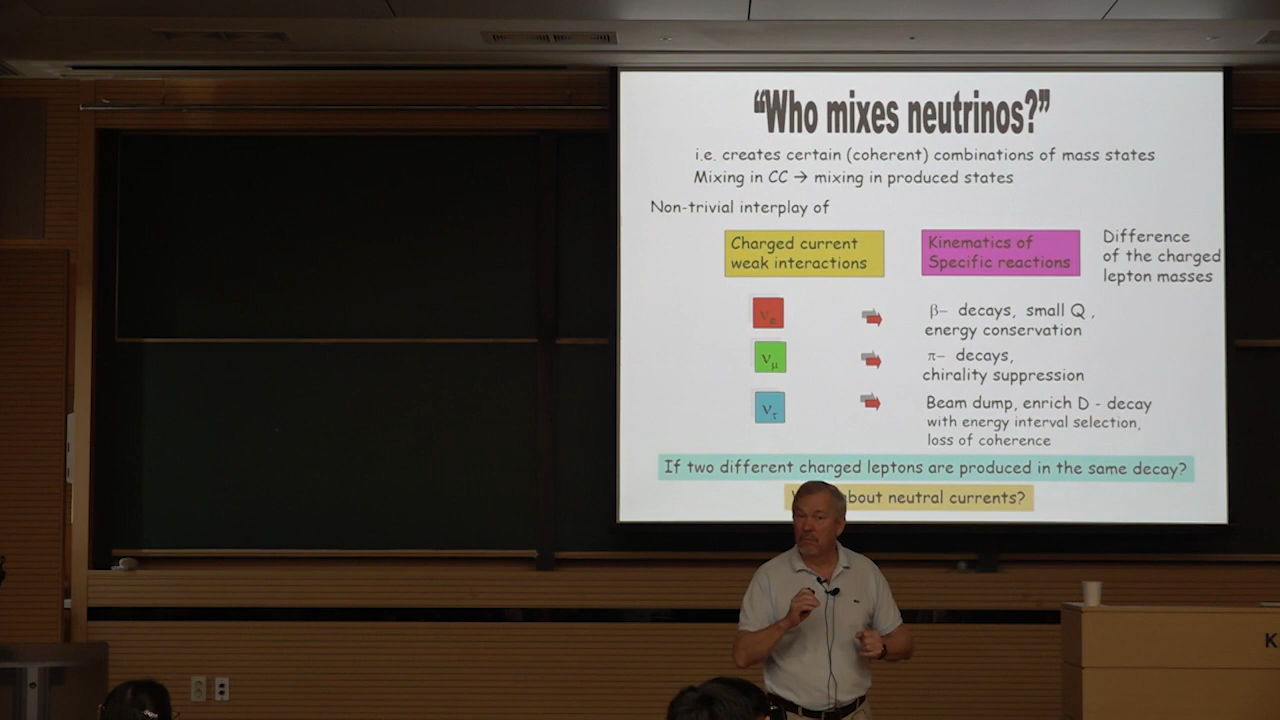 “Who mixes neutrinos?”
i.e. creates certain (coherent) combinations of mass states
Mixing in CC → mixing in produced states
Non-trivial interplay of
Charged current
weak interactions
Kinematics of
Specific reactions
Difference
of the charged
lepton masses
νe
β− decays, small Q ,
energy conservation
νμ
π− decays,
chirality suppression
ντ
Beam dump, enrich D - decay
with energy interval selection,
loss of coherence
If two different charged leptons are produced in the same decay?
about neutral currents?
K